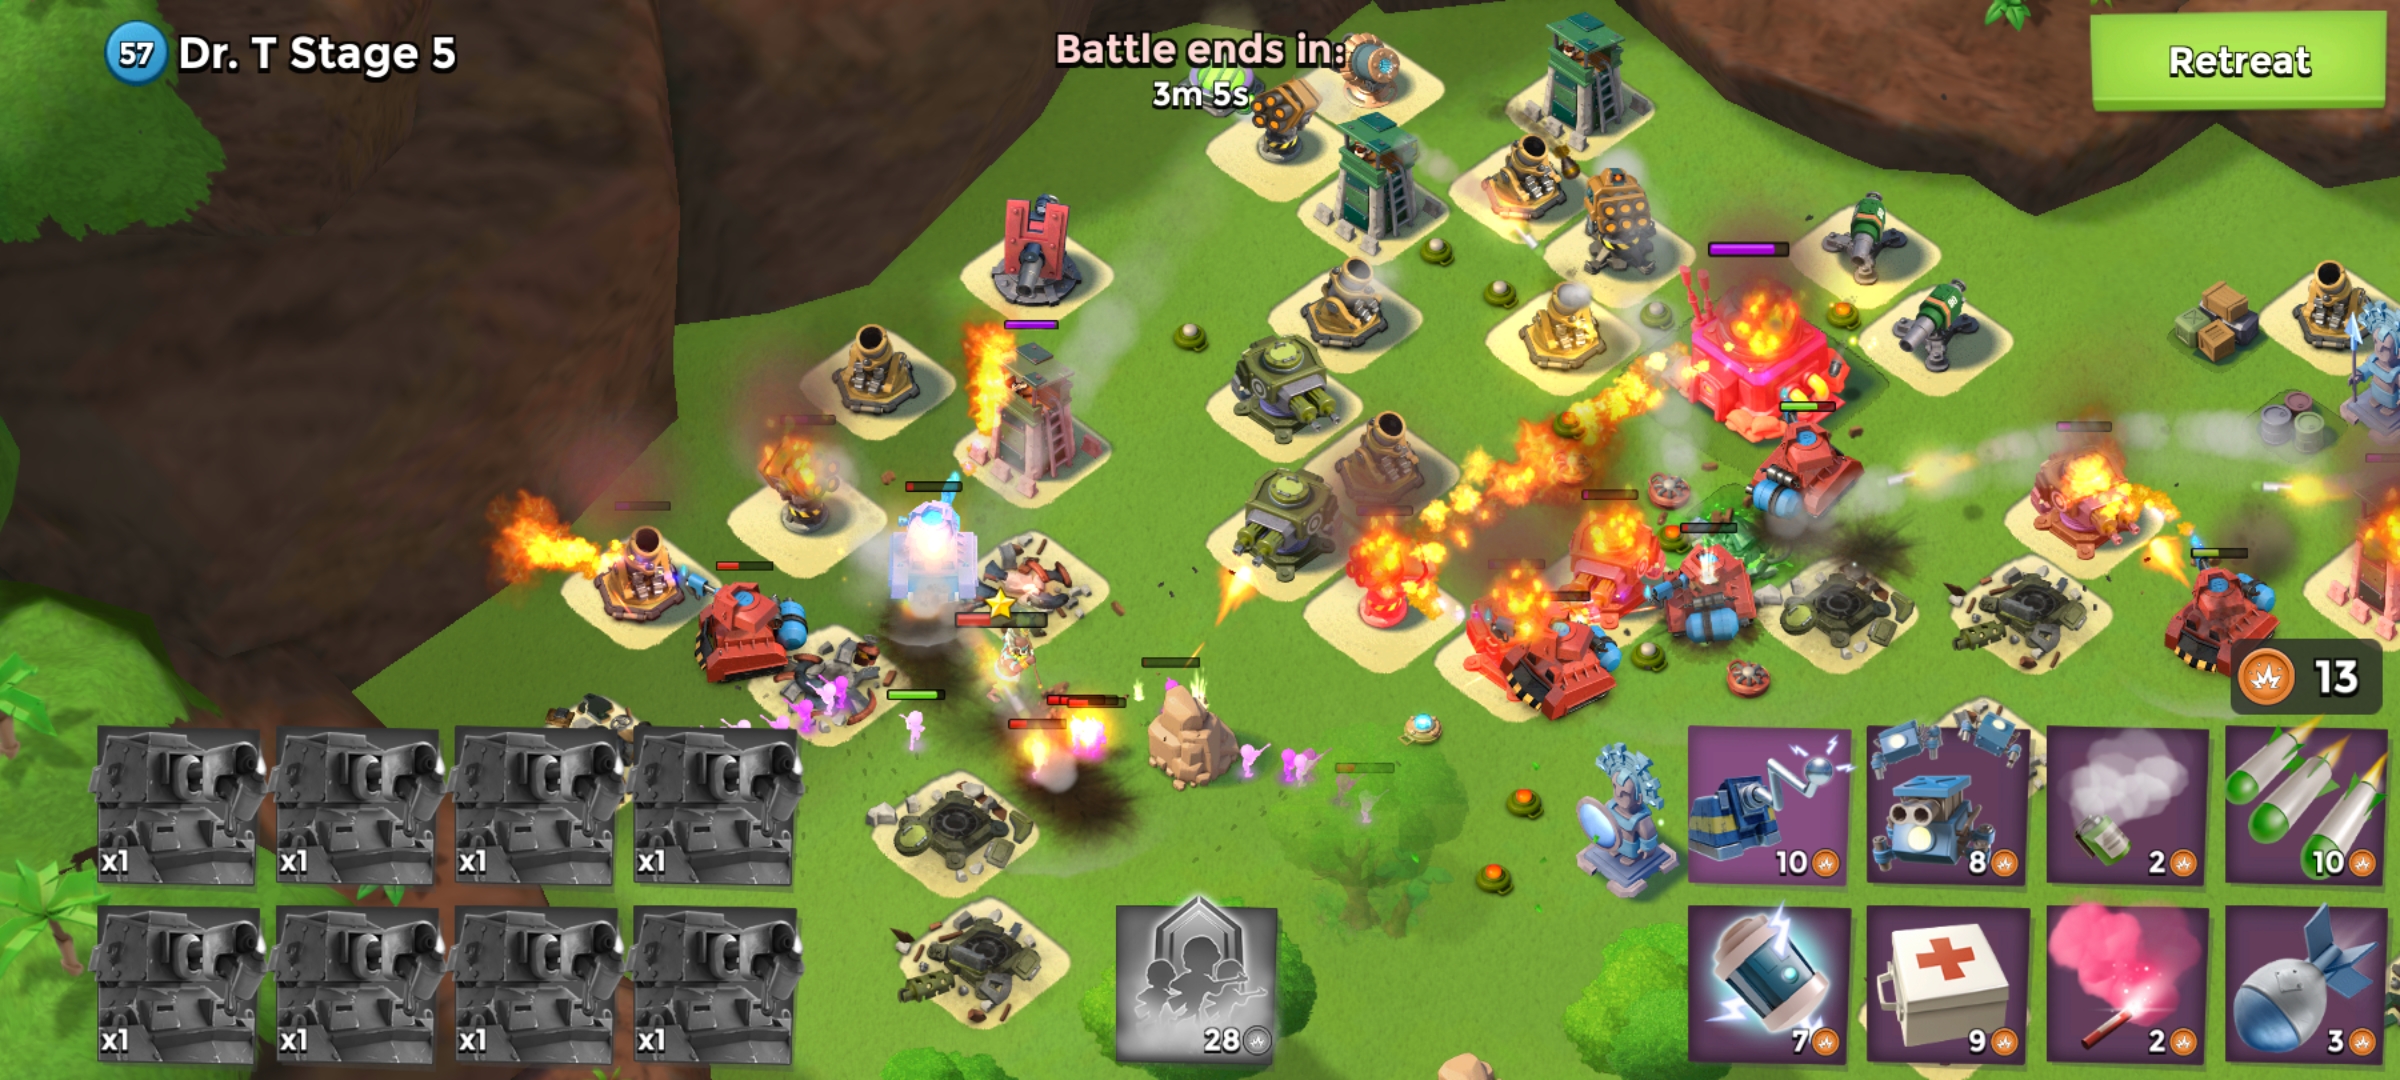 57 Dr. T Stage 5
Battle ends in:
3m 5s
Retreat
13
x1 x1 x1 x1
10 8 2 10
x1 x1 x1 x1
28
7 9 2 3